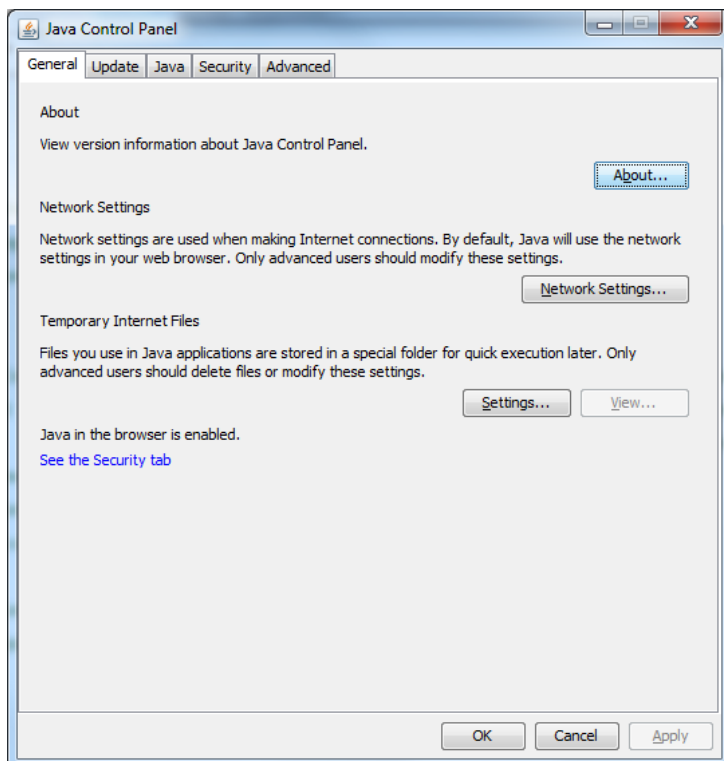 Java Control Panel
General Update Java Security Advanced
About
View version information about Java Control Panel.
About...
Network Settings
Network settings are used when making Internet connections. By default, Java will use the network
settings in your web browser. Only advanced users should modify these settings.
Network Settings...
Temporary Internet Files
Files you use in Java applications are stored in a special folder for quick execution later. Only
advanced users should delete files or modify these settings.
Settings... View...
Java in the browser is enabled.
See the Security tab
OK Cancel Apply